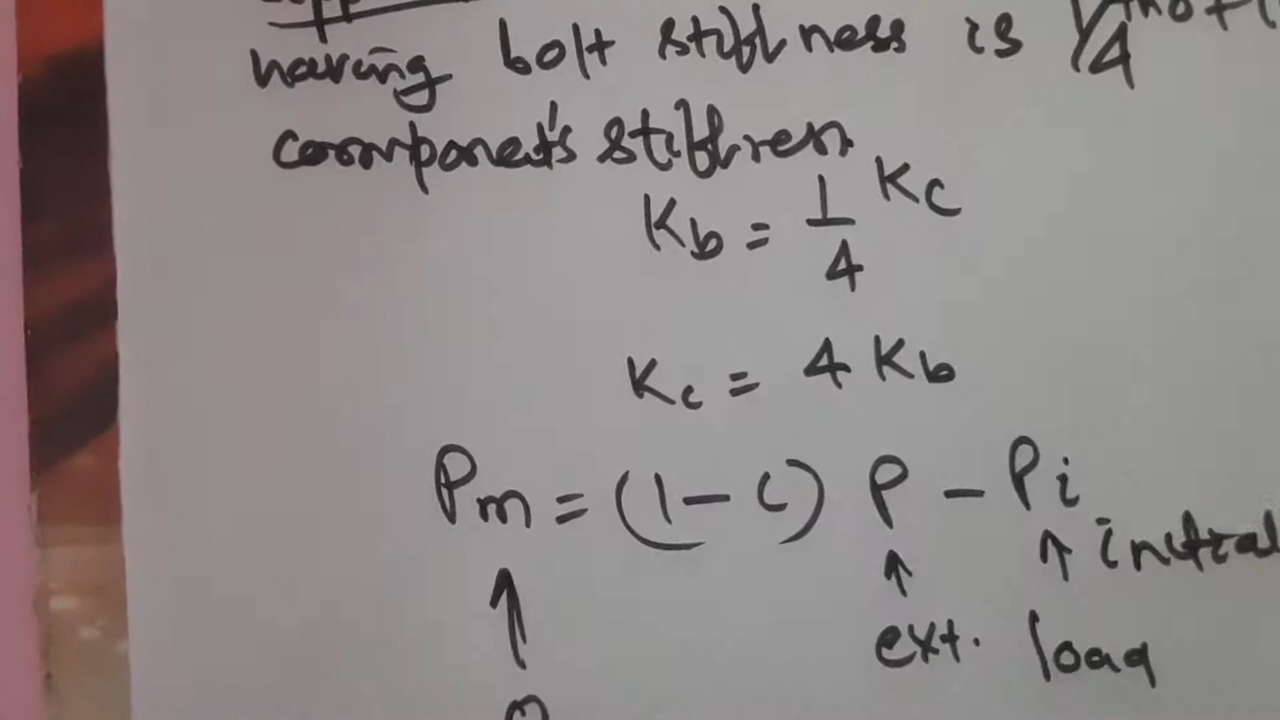 having bolt stiffness is 1/4
component's stiffness
Kb = 1/4 Kc
Kc = 4 Kb
Pm = (1 - C) P - Pi
↑ ↑ ↑ initial
ext. load